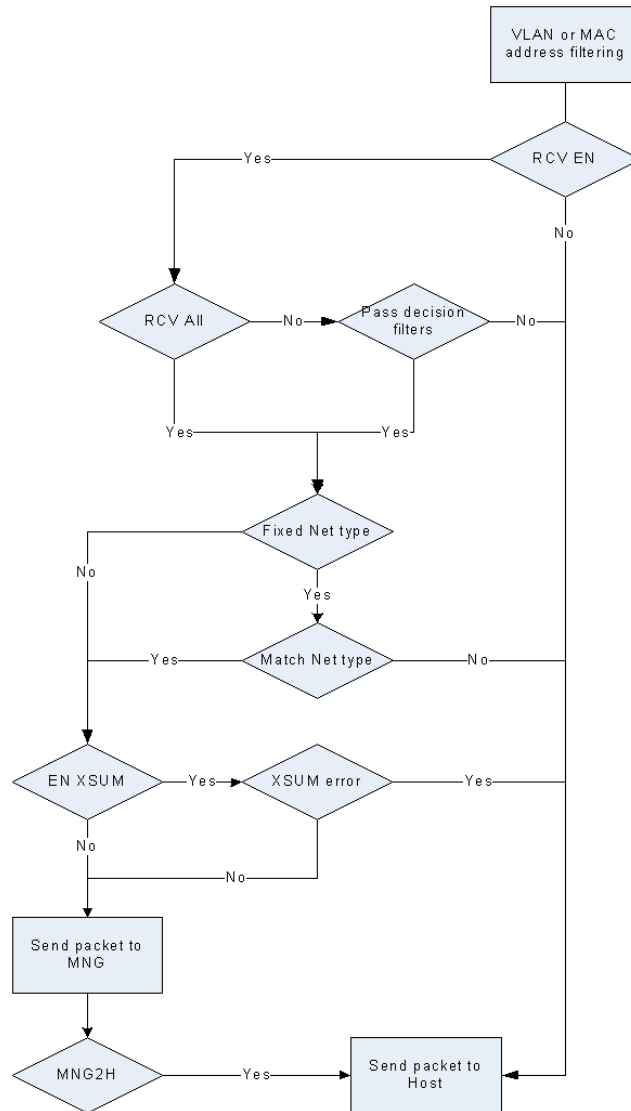 VLAN or MAC
address filtering
RCV EN
Yes
No
RCV All
No
Pass decision
filters
No
Yes
Yes
Fixed Net type
No
Yes
Yes
Match Net type
No
EN XSUM
Yes
XSUM error
Yes
No
No
Send packet to
MNG
MNG2H
Yes
Send packet to
Host